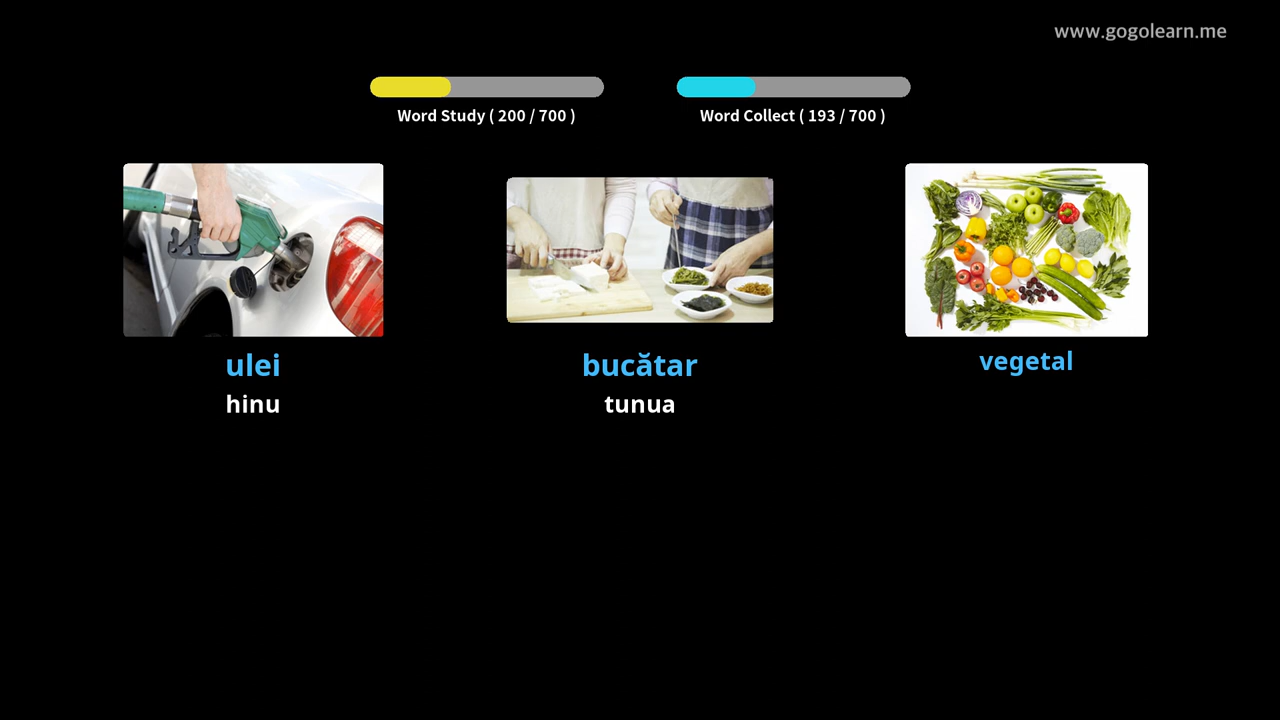 www.gogolearn.me
Word Study ( 200 / 700 )
Word Collect ( 193 / 700 )
ulei
hinu
bucătar
tunua
vegetal